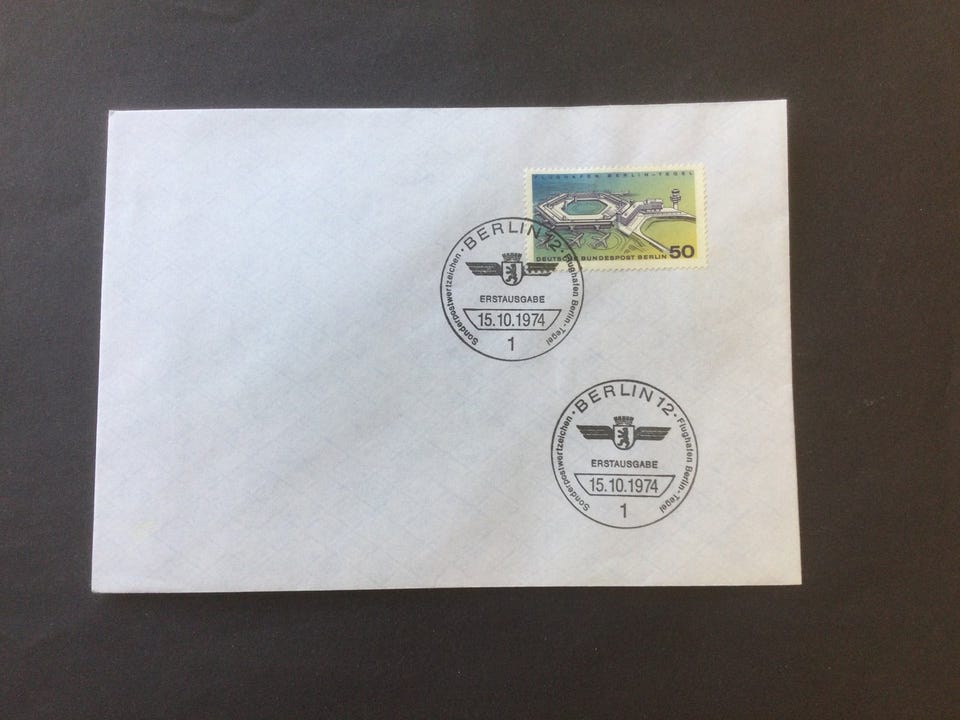 FLUGHAFEN BERLIN-TEGEL
DEUTSCHE BUNDESPOST BERLIN 50
BERLIN 12
Sonderpostwertzeichen · Flughafen Berlin-Tegel
ERSTAUSGABE
15.10.1974
1
BERLIN 12
Sonderpostwertzeichen · Flughafen Berlin-Tegel
ERSTAUSGABE
15.10.1974
1